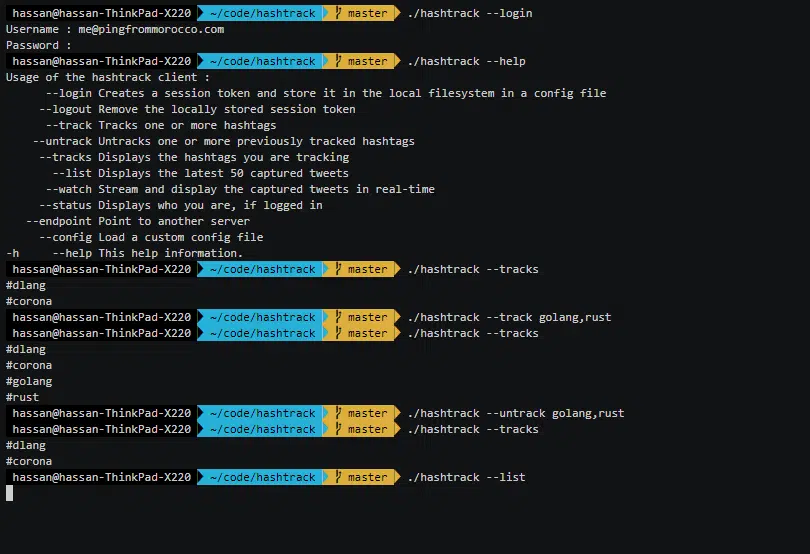 hassan@hassan-ThinkPad-X220 ~/code/hashtrack master ./hashtrack --login
Username : me@pingfrommorocco.com
Password :
hassan@hassan-ThinkPad-X220 ~/code/hashtrack master ./hashtrack --help
Usage of the hashtrack client :
--login Creates a session token and store it in the local filesystem in a config file
--logout Remove the locally stored session token
--track Tracks one or more hashtags
--untrack Untracks one or more previously tracked hashtags
--tracks Displays the hashtags you are tracking
--list Displays the latest 50 captured tweets
--watch Stream and display the captured tweets in real-time
--status Displays who you are, if logged in
--endpoint Point to another server
--config Load a custom config file
-h --help This help information.
hassan@hassan-ThinkPad-X220 ~/code/hashtrack master ./hashtrack --tracks
#dlang
#corona
hassan@hassan-ThinkPad-X220 ~/code/hashtrack master ./hashtrack --track golang,rust
hassan@hassan-ThinkPad-X220 ~/code/hashtrack master ./hashtrack --tracks
#dlang
#corona
#golang
#rust
hassan@hassan-ThinkPad-X220 ~/code/hashtrack master ./hashtrack --untrack golang,rust
hassan@hassan-ThinkPad-X220 ~/code/hashtrack master ./hashtrack --tracks
#dlang
#corona
hassan@hassan-ThinkPad-X220 ~/code/hashtrack master ./hashtrack --list